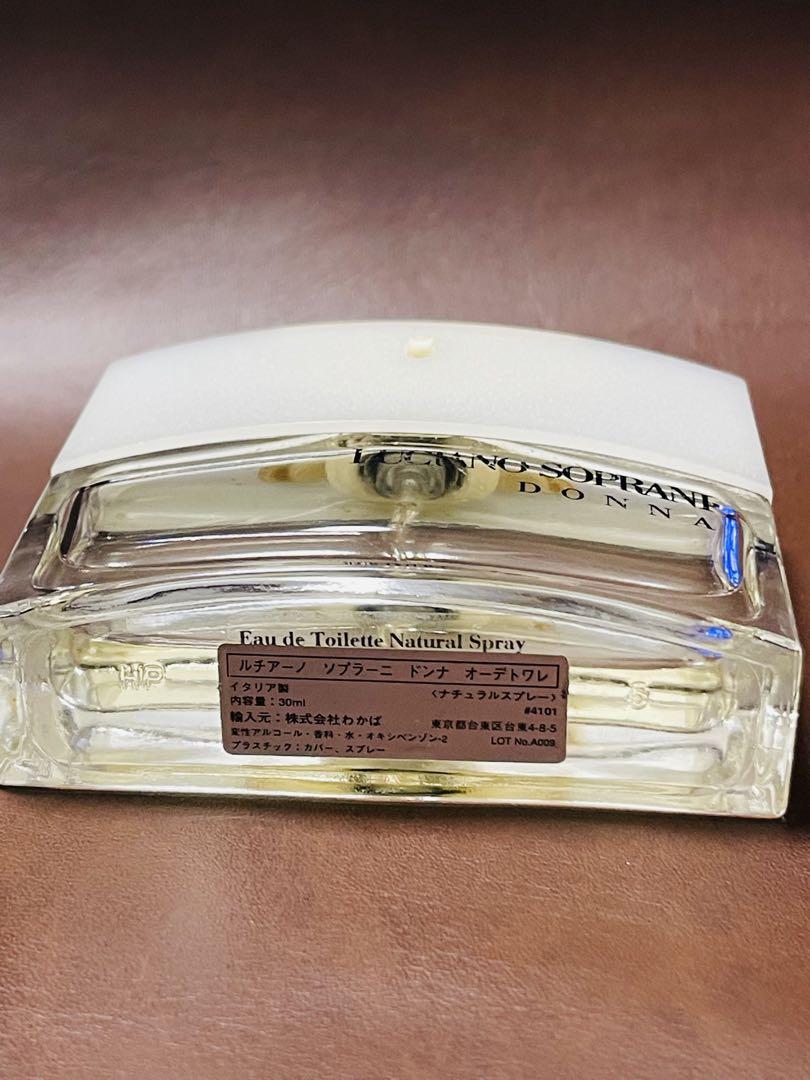 LUCIANO SOPRANI
DONNA
Eau de Toilette Natural Spray
HP
ルチアーノ ソプラーニ ドンナ オーデトワレ
イタリア製 〈ナチュラルスプレー〉
内容量:30ml #4101
輸入元:株式会社わかば 東京都台東区台東4-8-5
変性アルコール・香料・水・オキシベンゾン-2 LOT No.A009
プラスチック:カバー、スプレー